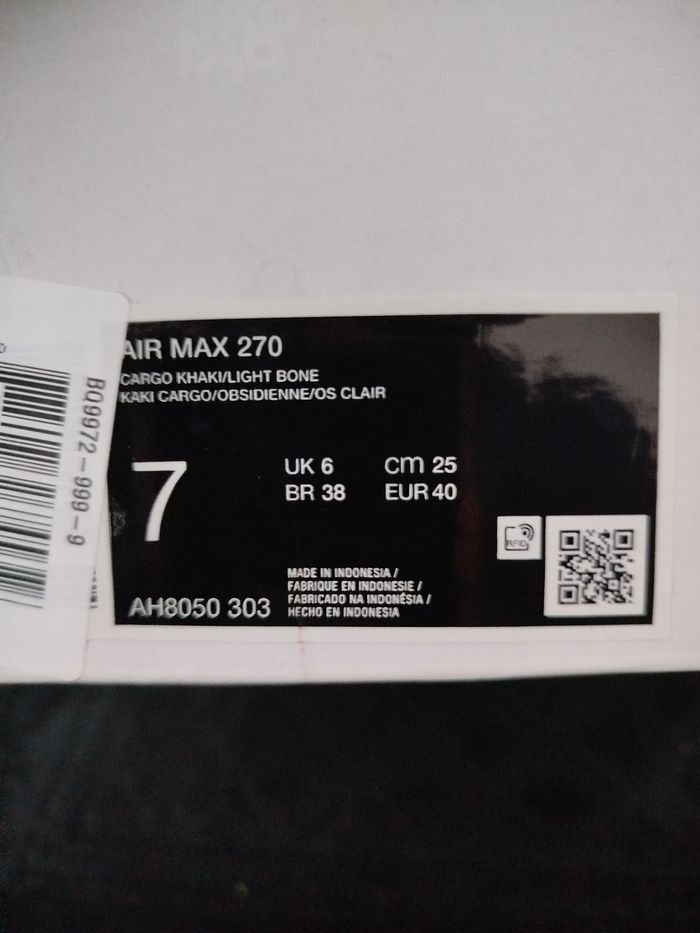 AIR MAX 270
CARGO KHAKI/LIGHT BONE
KAKI CARGO/OBSIDIENNE/OS CLAIR
7
UK 6
cm 25
BR 38
EUR 40
RFID
AH8050 303
MADE IN INDONESIA /
FABRIQUE EN INDONESIE /
FABRICADO NA INDONÉSIA /
HECHO EN INDONESIA
BQ9972-999-9